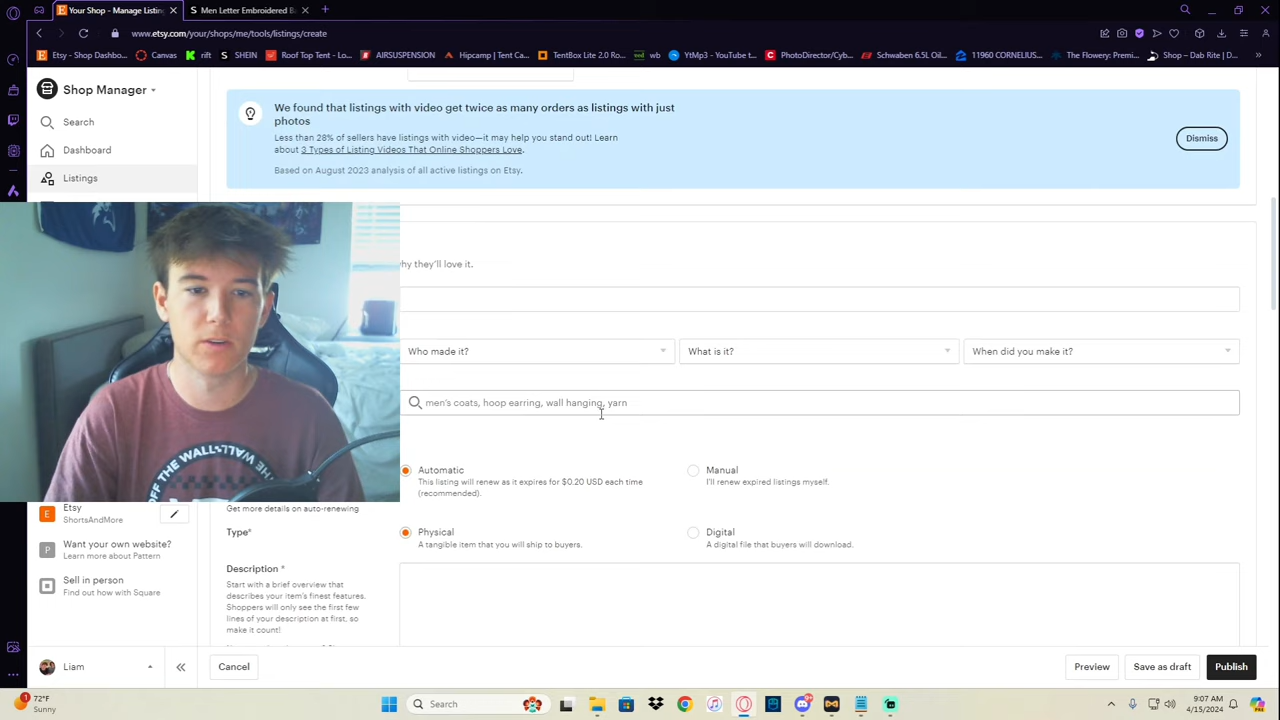 Your Shop - Manage Listin
Men Letter Embroidered B
www.etsy.com/your/shops/me/tools/listings/create
Etsy - Shop Dashbo...
Canvas
rift
SHEIN
Roof Top Tent - Lo...
AIRSUSPENSION
Hipcamp | Tent Ca...
TentBox Lite 2.0 Ro...
wb
YtMp3 - YouTube t...
PhotoDirector/Cyb...
Schwaben 6.5L Oil...
11960 CORNELIUS...
The Flowery: Premi...
Shop – Dab Rite | D...
Shop Manager
Search
Dashboard
Listings
We found that listings with video get twice as many orders as listings with just
photos
Less than 28% of sellers have listings with video—it may help you stand out! Learn
about 3 Types of Listing Videos That Online Shoppers Love.
Based on August 2023 analysis of all active listings on Etsy.
Dismiss
why they'll love it.
Who made it?
What is it?
When did you make it?
men's coats, hoop earring, wall hanging, yarn
OFF THE WALL
Automatic
This listing will renew as it expires for $0.20 USD each time
(recommended).
Manual
I'll renew expired listings myself.
Get more details on auto-renewing
Type*
Physical
A tangible item that you will ship to buyers.
Digital
A digital file that buyers will download.
Description *
Start with a brief overview that
describes your item's finest features.
Shoppers will only see the first few
lines of your description at first, so
make it count!
E
Etsy
ShortsAndMore
P
Want your own website?
Learn more about Pattern
Sell in person
Find out how with Square
Liam
Cancel
Preview
Save as draft
Publish
1
72°F
Sunny
Search
9:07 AM
4/15/2024